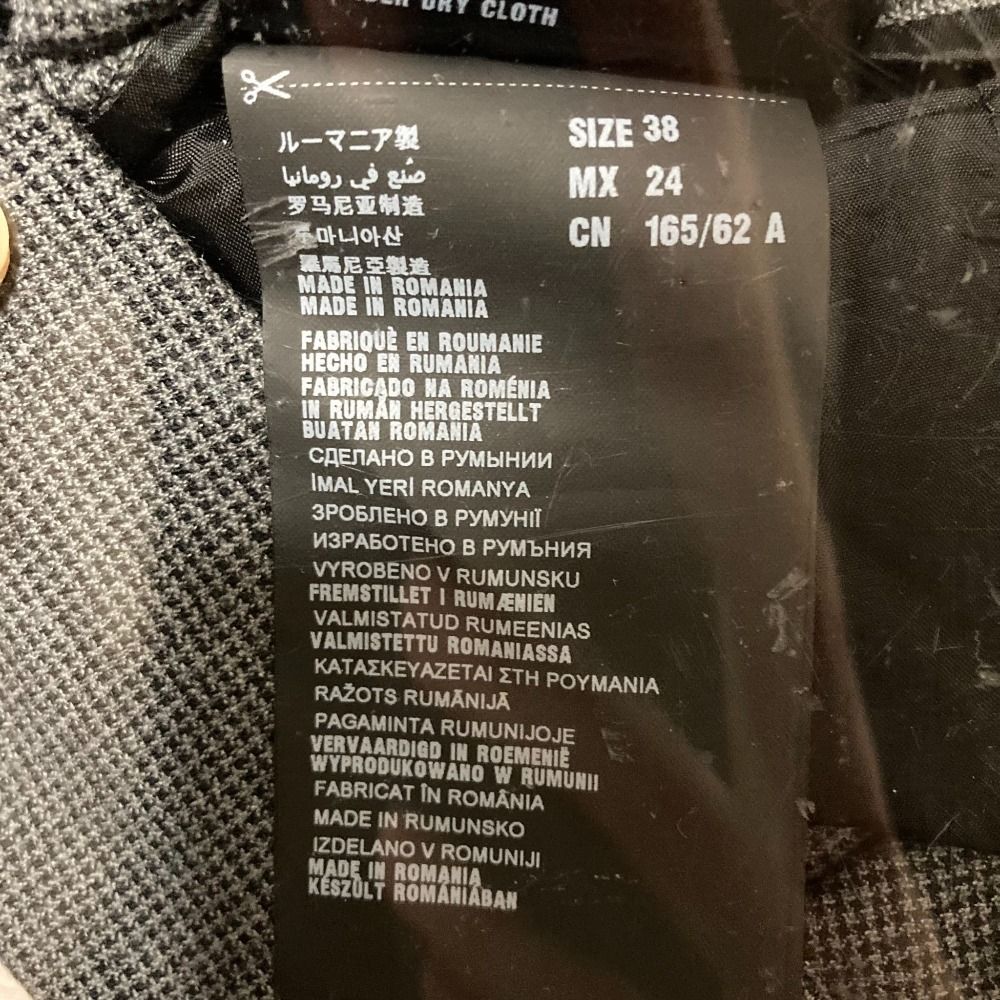 DRY CLOTH
ルーマニア製
صُنع في رومانيا
罗马尼亚制造
루마니아산
羅馬尼亞製造
MADE IN ROMANIA
MADE IN ROMANIA
FABRIQUÈ EN ROUMANIE
HECHO EN RUMANIA
FABRICADO NA ROMÉNIA
IN RUMÄN HERGESTELLT
BUATAN ROMANIA
СДЕЛАНО В РУМЫНИИ
İMAL YERİ ROMANYA
ЗРОБЛЕНО В РУМУНІЇ
ИЗРАБОТЕНО В РУМЪНИЯ
VYROBENO V RUMUNSKU
FREMSTILLET I RUMÆNIEN
VALMISTATUD RUMEENIAS
VALMISTETTU ROMANIASSA
ΚΑΤΑΣΚΕΥΑΖΕΤΑΙ ΣΤΗ ΡΟΥΜΑΝΙΑ
RAŽOTS RUMĀNIJĀ
PAGAMINTA RUMUNIJOJE
VERVAARDIGD IN ROEMENIË
WYPRODUKOWANO W RUMUNII
FABRICAT ÎN ROMÂNIA
MADE IN RUMUNSKO
IZDELANO V ROMUNIJI
MADE IN ROMANIA
KÉSZÜLT ROMÁNIÁBAN
SIZE 38
MX 24
CN 165/62 A